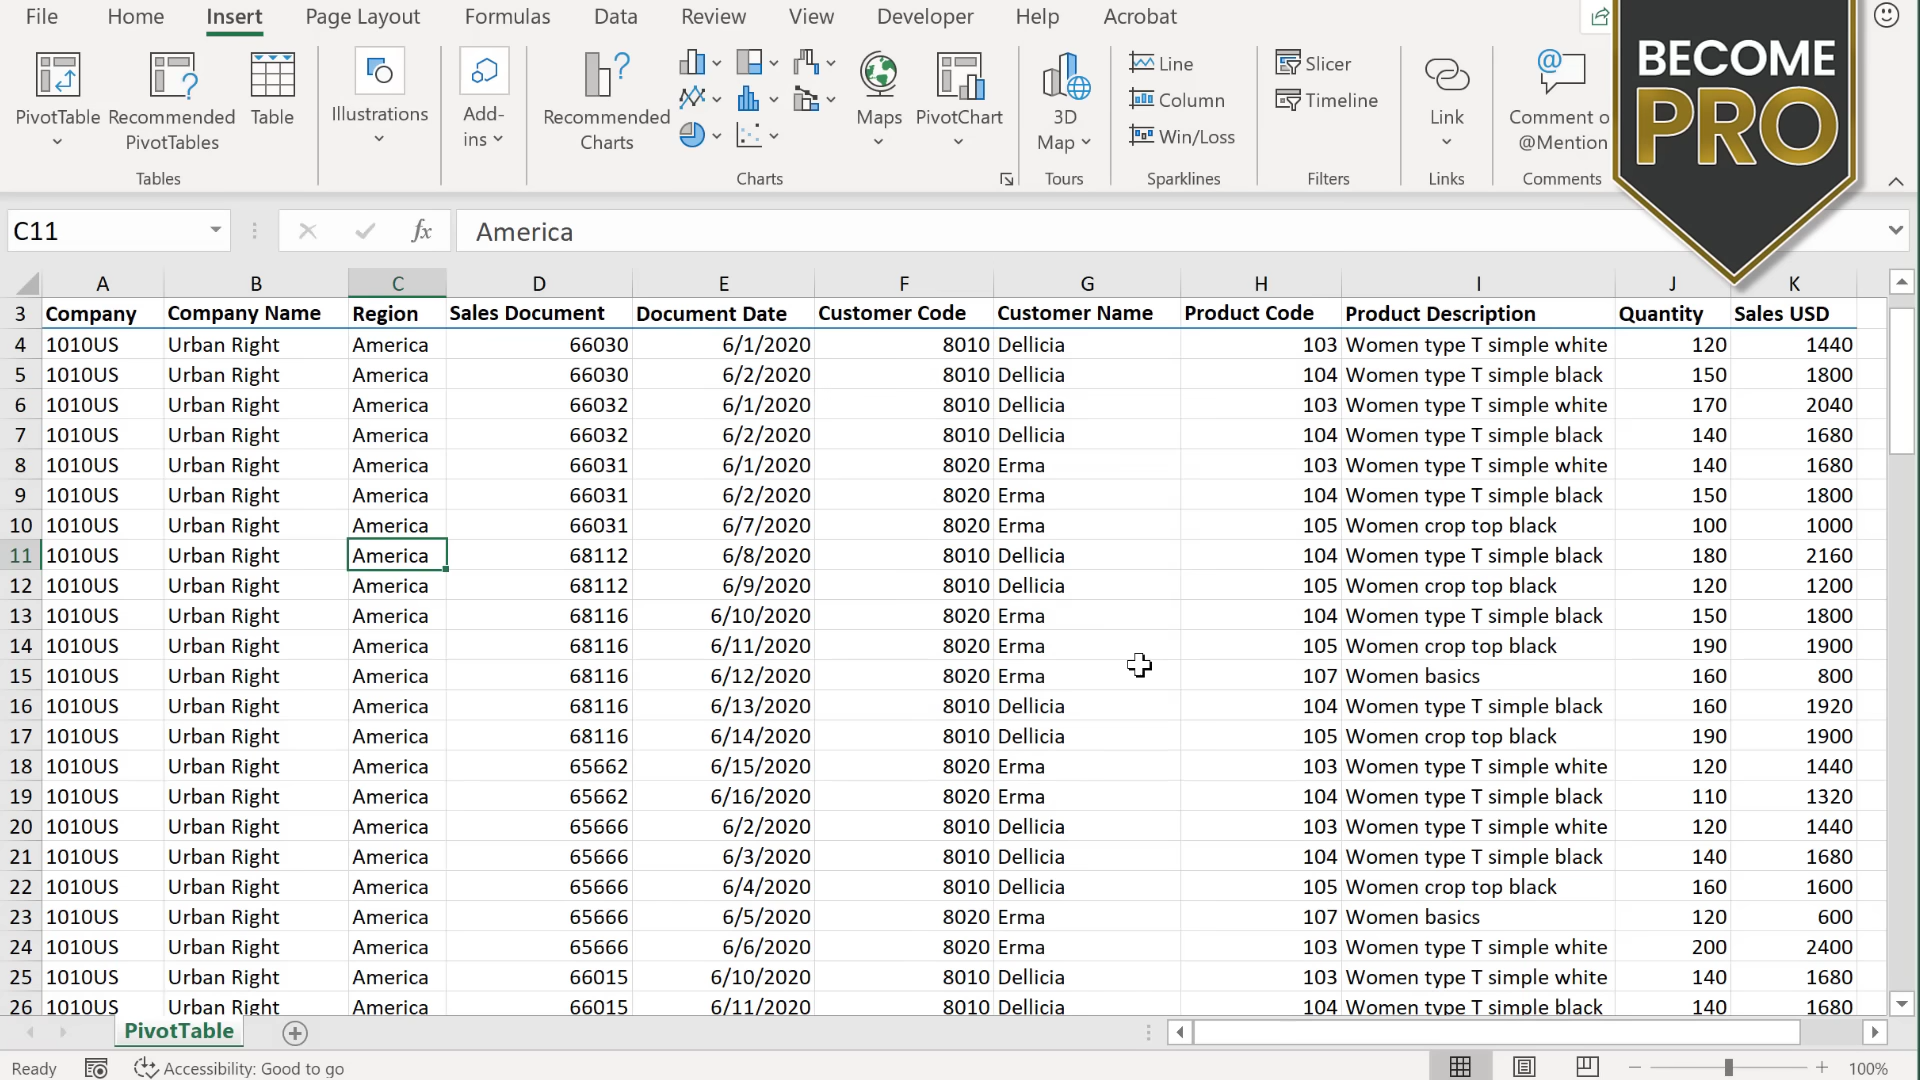 File Home Insert Page Layout Formulas Data Review View Developer Help Acrobat
PivotTable Recommended PivotTables Table Illustrations Add-ins Recommended Charts Maps PivotChart 3D Map Line Column Win/Loss Slicer Timeline Link Comment o @Mention
Tables Charts Tours Sparklines Filters Links Comments
BECOME
PRO
C11 fx America
A B C D E F G H I J K
3 Company Company Name Region Sales Document Document Date Customer Code Customer Name Product Code Product Description Quantity Sales USD
4 1010US Urban Right America 66030 6/1/2020 8010 Dellicia 103 Women type T simple white 120 1440
5 1010US Urban Right America 66030 6/2/2020 8010 Dellicia 104 Women type T simple black 150 1800
6 1010US Urban Right America 66032 6/1/2020 8010 Dellicia 103 Women type T simple white 170 2040
7 1010US Urban Right America 66032 6/2/2020 8010 Dellicia 104 Women type T simple black 140 1680
8 1010US Urban Right America 66031 6/1/2020 8020 Erma 103 Women type T simple white 140 1680
9 1010US Urban Right America 66031 6/2/2020 8020 Erma 104 Women type T simple black 150 1800
10 1010US Urban Right America 66031 6/7/2020 8020 Erma 105 Women crop top black 100 1000
11 1010US Urban Right America 68112 6/8/2020 8010 Dellicia 104 Women type T simple black 180 2160
12 1010US Urban Right America 68112 6/9/2020 8010 Dellicia 105 Women crop top black 120 1200
13 1010US Urban Right America 68116 6/10/2020 8020 Erma 104 Women type T simple black 150 1800
14 1010US Urban Right America 68116 6/11/2020 8020 Erma 105 Women crop top black 190 1900
15 1010US Urban Right America 68116 6/12/2020 8020 Erma 107 Women basics 160 800
16 1010US Urban Right America 68116 6/13/2020 8010 Dellicia 104 Women type T simple black 160 1920
17 1010US Urban Right America 68116 6/14/2020 8010 Dellicia 105 Women crop top black 190 1900
18 1010US Urban Right America 65662 6/15/2020 8020 Erma 103 Women type T simple white 120 1440
19 1010US Urban Right America 65662 6/16/2020 8020 Erma 104 Women type T simple black 110 1320
20 1010US Urban Right America 65666 6/2/2020 8010 Dellicia 103 Women type T simple white 120 1440
21 1010US Urban Right America 65666 6/3/2020 8010 Dellicia 104 Women type T simple black 140 1680
22 1010US Urban Right America 65666 6/4/2020 8010 Dellicia 105 Women crop top black 160 1600
23 1010US Urban Right America 65666 6/5/2020 8020 Erma 107 Women basics 120 600
24 1010US Urban Right America 65666 6/6/2020 8020 Erma 103 Women type T simple white 200 2400
25 1010US Urban Right America 66015 6/10/2020 8010 Dellicia 103 Women type T simple white 140 1680
26 1010US Urban Right America 66015 6/11/2020 8010 Dellicia 104 Women type T simple black 140 1680
PivotTable
Ready Accessibility: Good to go 100%